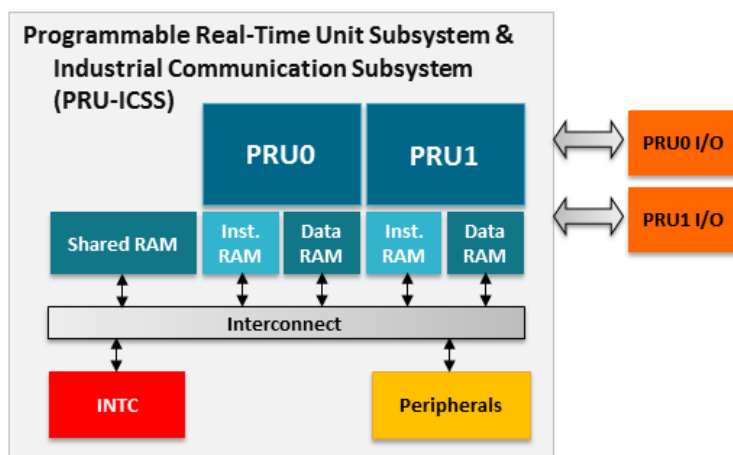 Programmable Real-Time Unit Subsystem &
Industrial Communication Subsystem
(PRU-ICSS)
PRU0
PRU1
PRU0 I/O
PRU1 I/O
Shared RAM
Inst.
RAM
Data
RAM
Inst.
RAM
Data
RAM
Interconnect
INTC
Peripherals